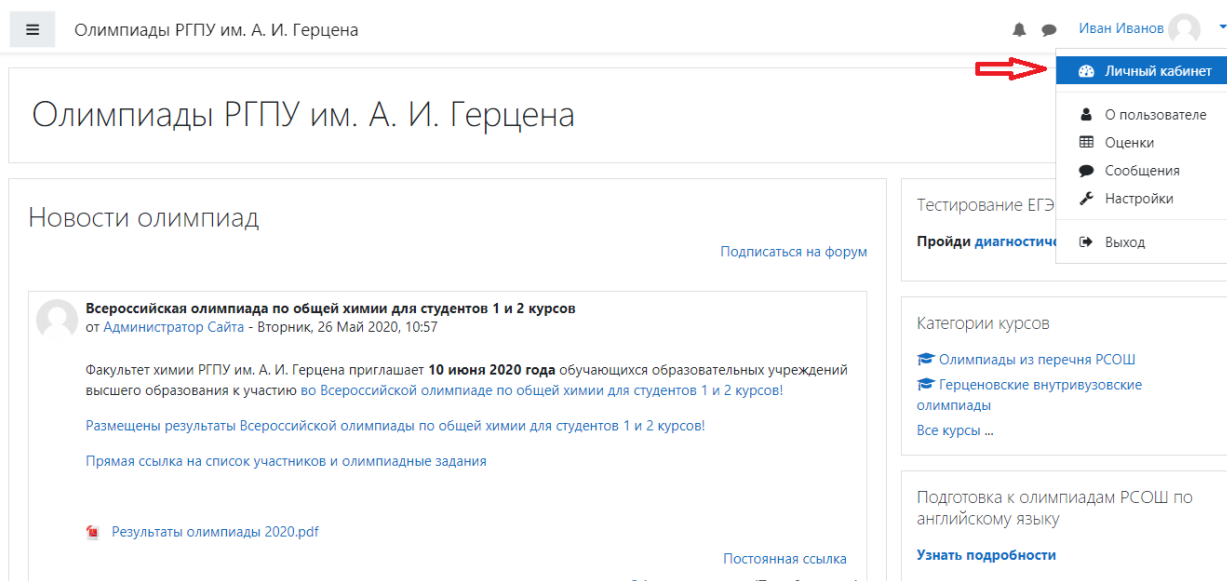 Олимпиады РГПУ им. А. И. Герцена
Иван Иванов
Личный кабинет
О пользователе
Оценки
Сообщения
Настройки
Выход
Олимпиады РГПУ им. А. И. Герцена
Новости олимпиад
Подписаться на форум
Всероссийская олимпиада по общей химии для студентов 1 и 2 курсов
от Администратор Сайта - Вторник, 26 Май 2020, 10:57
Факультет химии РГПУ им. А. И. Герцена приглашает 10 июня 2020 года обучающихся образовательных учреждений
высшего образования к участию во Всероссийской олимпиаде по общей химии для студентов 1 и 2 курсов!
Размещены результаты Всероссийской олимпиады по общей химии для студентов 1 и 2 курсов!
Прямая ссылка на список участников и олимпиадные задания
Результаты олимпиады 2020.pdf
Постоянная ссылка
Тестирование ЕГЭ
Пройди
Категории курсов
Олимпиады из перечня РСОШ
Герценовские внутривузовские
олимпиады
Все курсы ...
Подготовка к олимпиадам РСОШ по
английскому языку
Узнать подробности